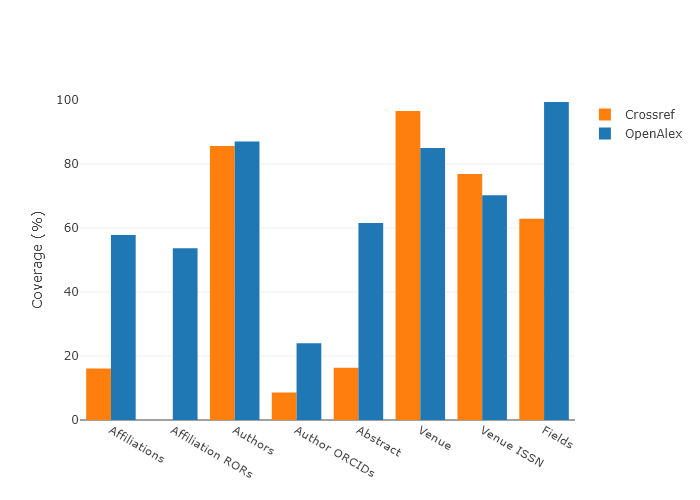 Coverage (%)
100
80
60
40
20
0
Affiliations
Affiliation RORs
Authors
Author ORCIDs
Abstract
Venue
Venue ISSN
Fields
Crossref
OpenAlex